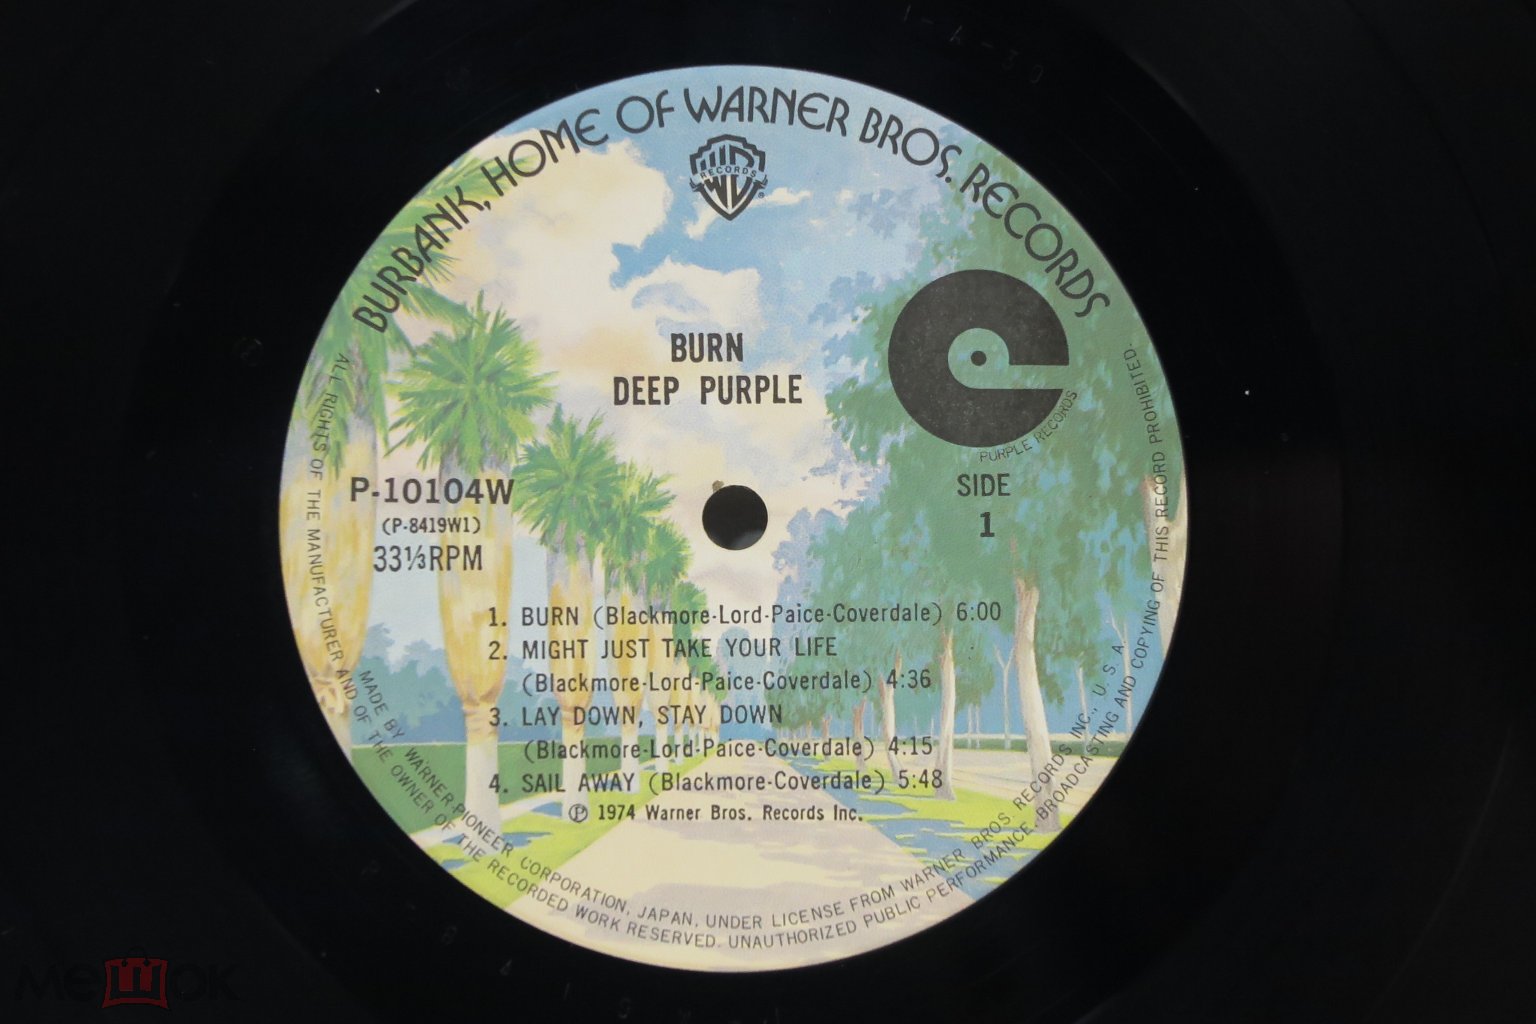 1-A-30
BURBANK, HOME OF WARNER BROS. RECORDS
RECORDS
®
BURN
DEEP PURPLE
PURPLE RECORDS
P-10104W
(P-8419W1)
33⅓RPM
SIDE
1
1. BURN (Blackmore-Lord-Paice-Coverdale) 6:00
2. MIGHT JUST TAKE YOUR LIFE
(Blackmore-Lord-Paice-Coverdale) 4:36
3. LAY DOWN, STAY DOWN
(Blackmore-Lord-Paice-Coverdale) 4:15
4. SAIL AWAY (Blackmore-Coverdale) 5:48
Ⓟ 1974 Warner Bros. Records Inc.
MADE BY WARNER-PIONEER CORPORATION, JAPAN, UNDER LICENSE FROM WARNER BROS. RECORDS INC., U. S. A.
ALL RIGHTS OF THE MANUFACTURER AND OF THE OWNER OF THE RECORDED WORK RESERVED. UNAUTHORIZED PUBLIC PERFORMANCE, BROADCASTING AND COPYING OF THIS RECORD PROHIBITED.
мешок